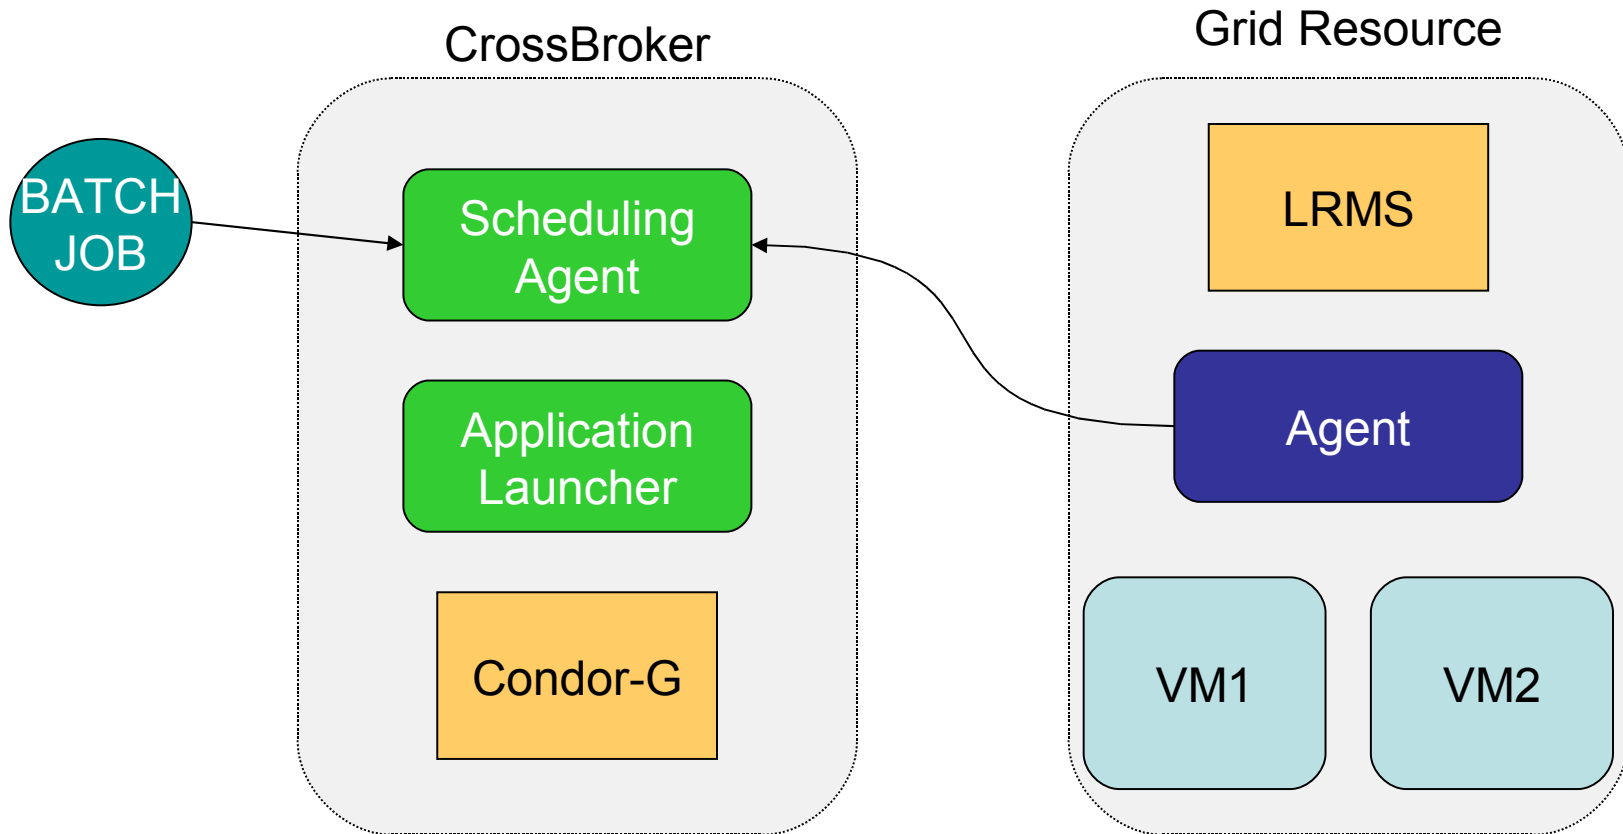 CrossBroker
Grid Resource
BATCH
JOB
Scheduling
Agent
Application
Launcher
Condor-G
LRMS
Agent
VM1
VM2